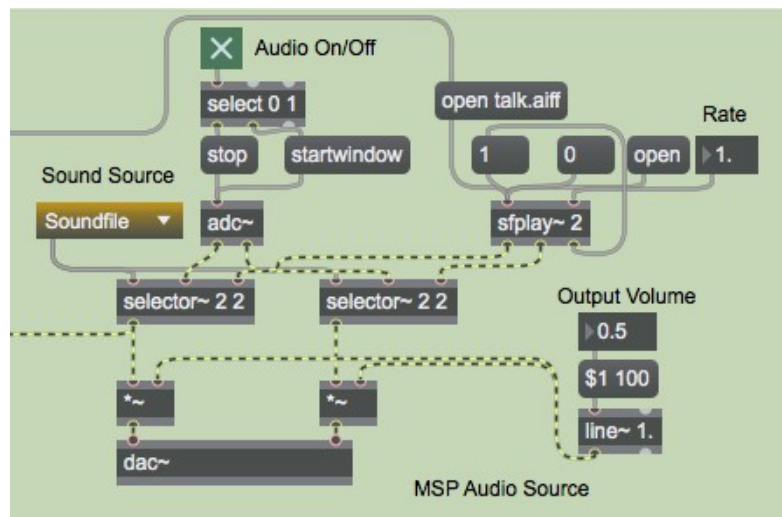 Audio On/Off
select 0 1
open talk.aiff
Rate
stop
startwindow
1
0
open
1.
Sound Source
Soundfile
adc~
sfplay~ 2
selector~ 2 2
selector~ 2 2
Output Volume
0.5
$1 100
*~
*~
line~ 1.
dac~
MSP Audio Source